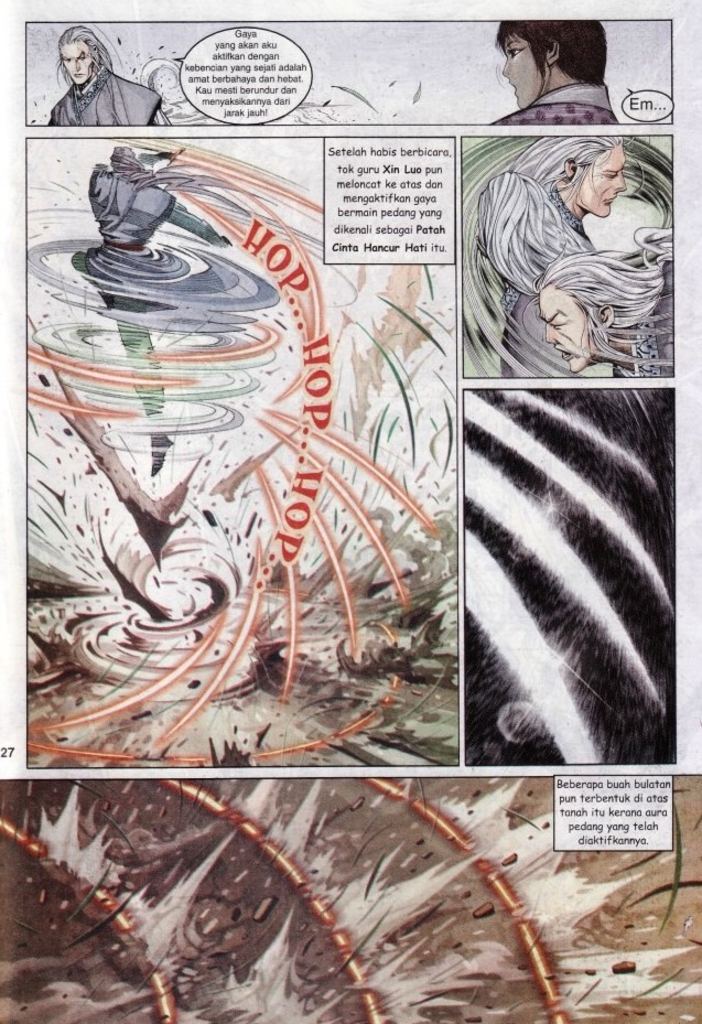 Gaya
yang akan aku
aktifkan dengan
kebencian yang sejati adalah
amat berbahaya dan hebat.
Kau mesti berundur dan
menyaksikannya dari
jarak jauh!
Em...
Setelah habis berbicara,
tok guru Xin Luo pun
meloncat ke atas dan
mengaktifkan gaya
bermain pedang yang
dikenali sebagai Patah
Cinta Hancur Hati itu.
HOP...HOP...HOP...
27
Beberapa buah bulatan
pun terbentuk di atas
tanah itu kerana aura
pedang yang telah
diaktifkannya.